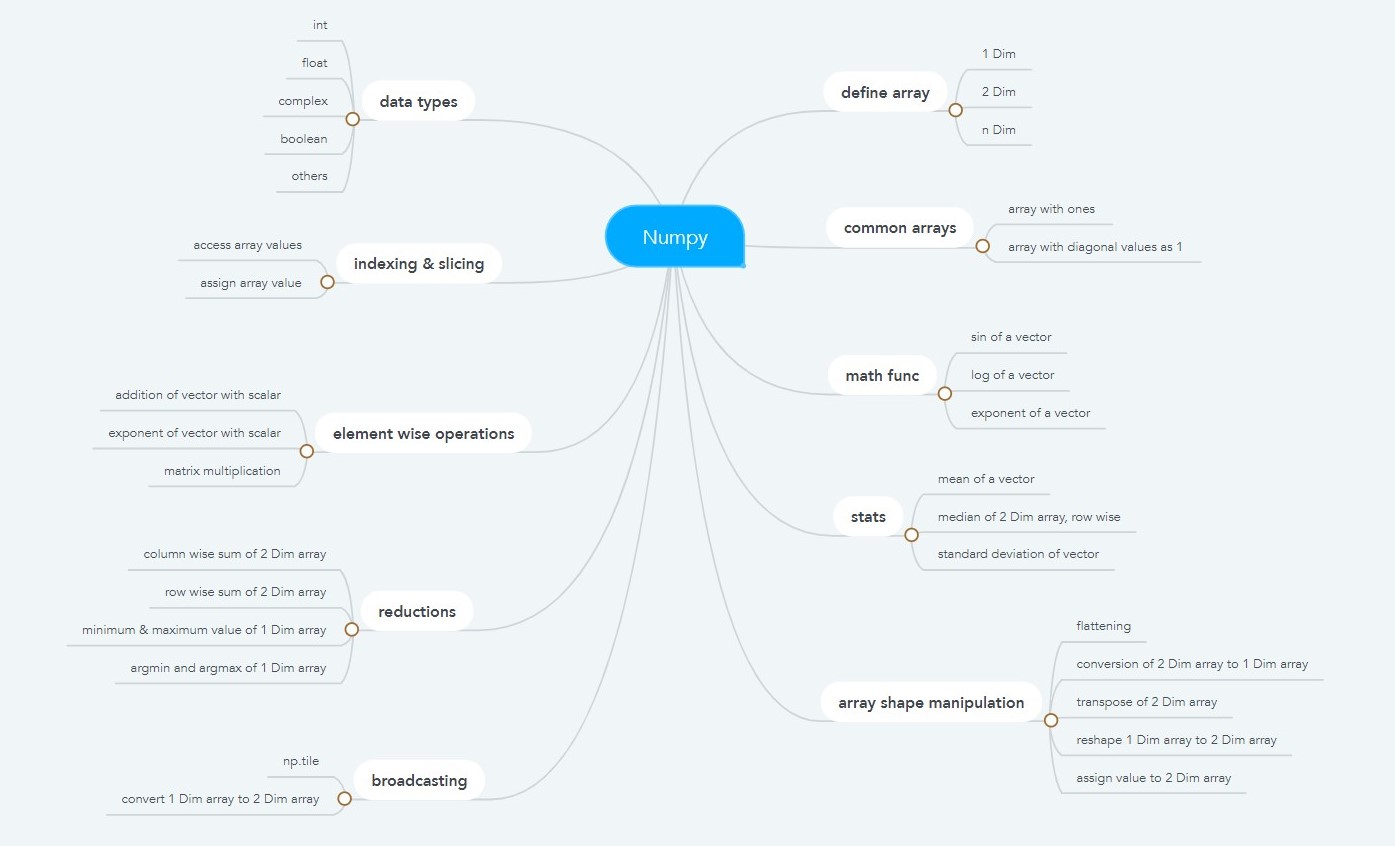 Numpy
data types
int
float
complex
boolean
others
indexing & slicing
access array values
assign array value
element wise operations
addition of vector with scalar
exponent of vector with scalar
matrix multiplication
reductions
column wise sum of 2 Dim array
row wise sum of 2 Dim array
minimum & maximum value of 1 Dim array
argmin and argmax of 1 Dim array
broadcasting
np.tile
convert 1 Dim array to 2 Dim array
define array
1 Dim
2 Dim
n Dim
common arrays
array with ones
array with diagonal values as 1
math func
sin of a vector
log of a vector
exponent of a vector
stats
mean of a vector
median of 2 Dim array, row wise
standard deviation of vector
array shape manipulation
flattening
conversion of 2 Dim array to 1 Dim array
transpose of 2 Dim array
reshape 1 Dim array to 2 Dim array
assign value to 2 Dim array